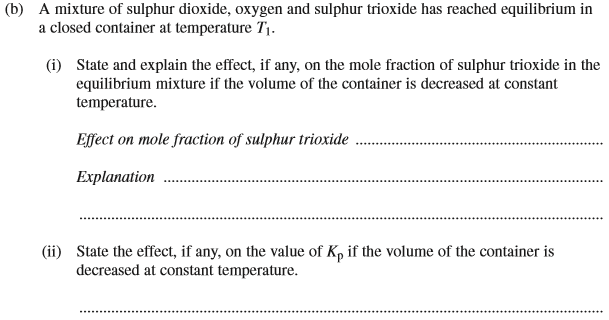 (b) A mixture of sulphur dioxide, oxygen and sulphur trioxide has reached equilibrium in
a closed container at temperature T₁.
(i) State and explain the effect, if any, on the mole fraction of sulphur trioxide in the
equilibrium mixture if the volume of the container is decreased at constant
temperature.
Effect on mole fraction of sulphur trioxide ..............................................................
Explanation ..............................................................................................................
....................................................................................................................................
(ii) State the effect, if any, on the value of Kₚ if the volume of the container is
decreased at constant temperature.
....................................................................................................................................